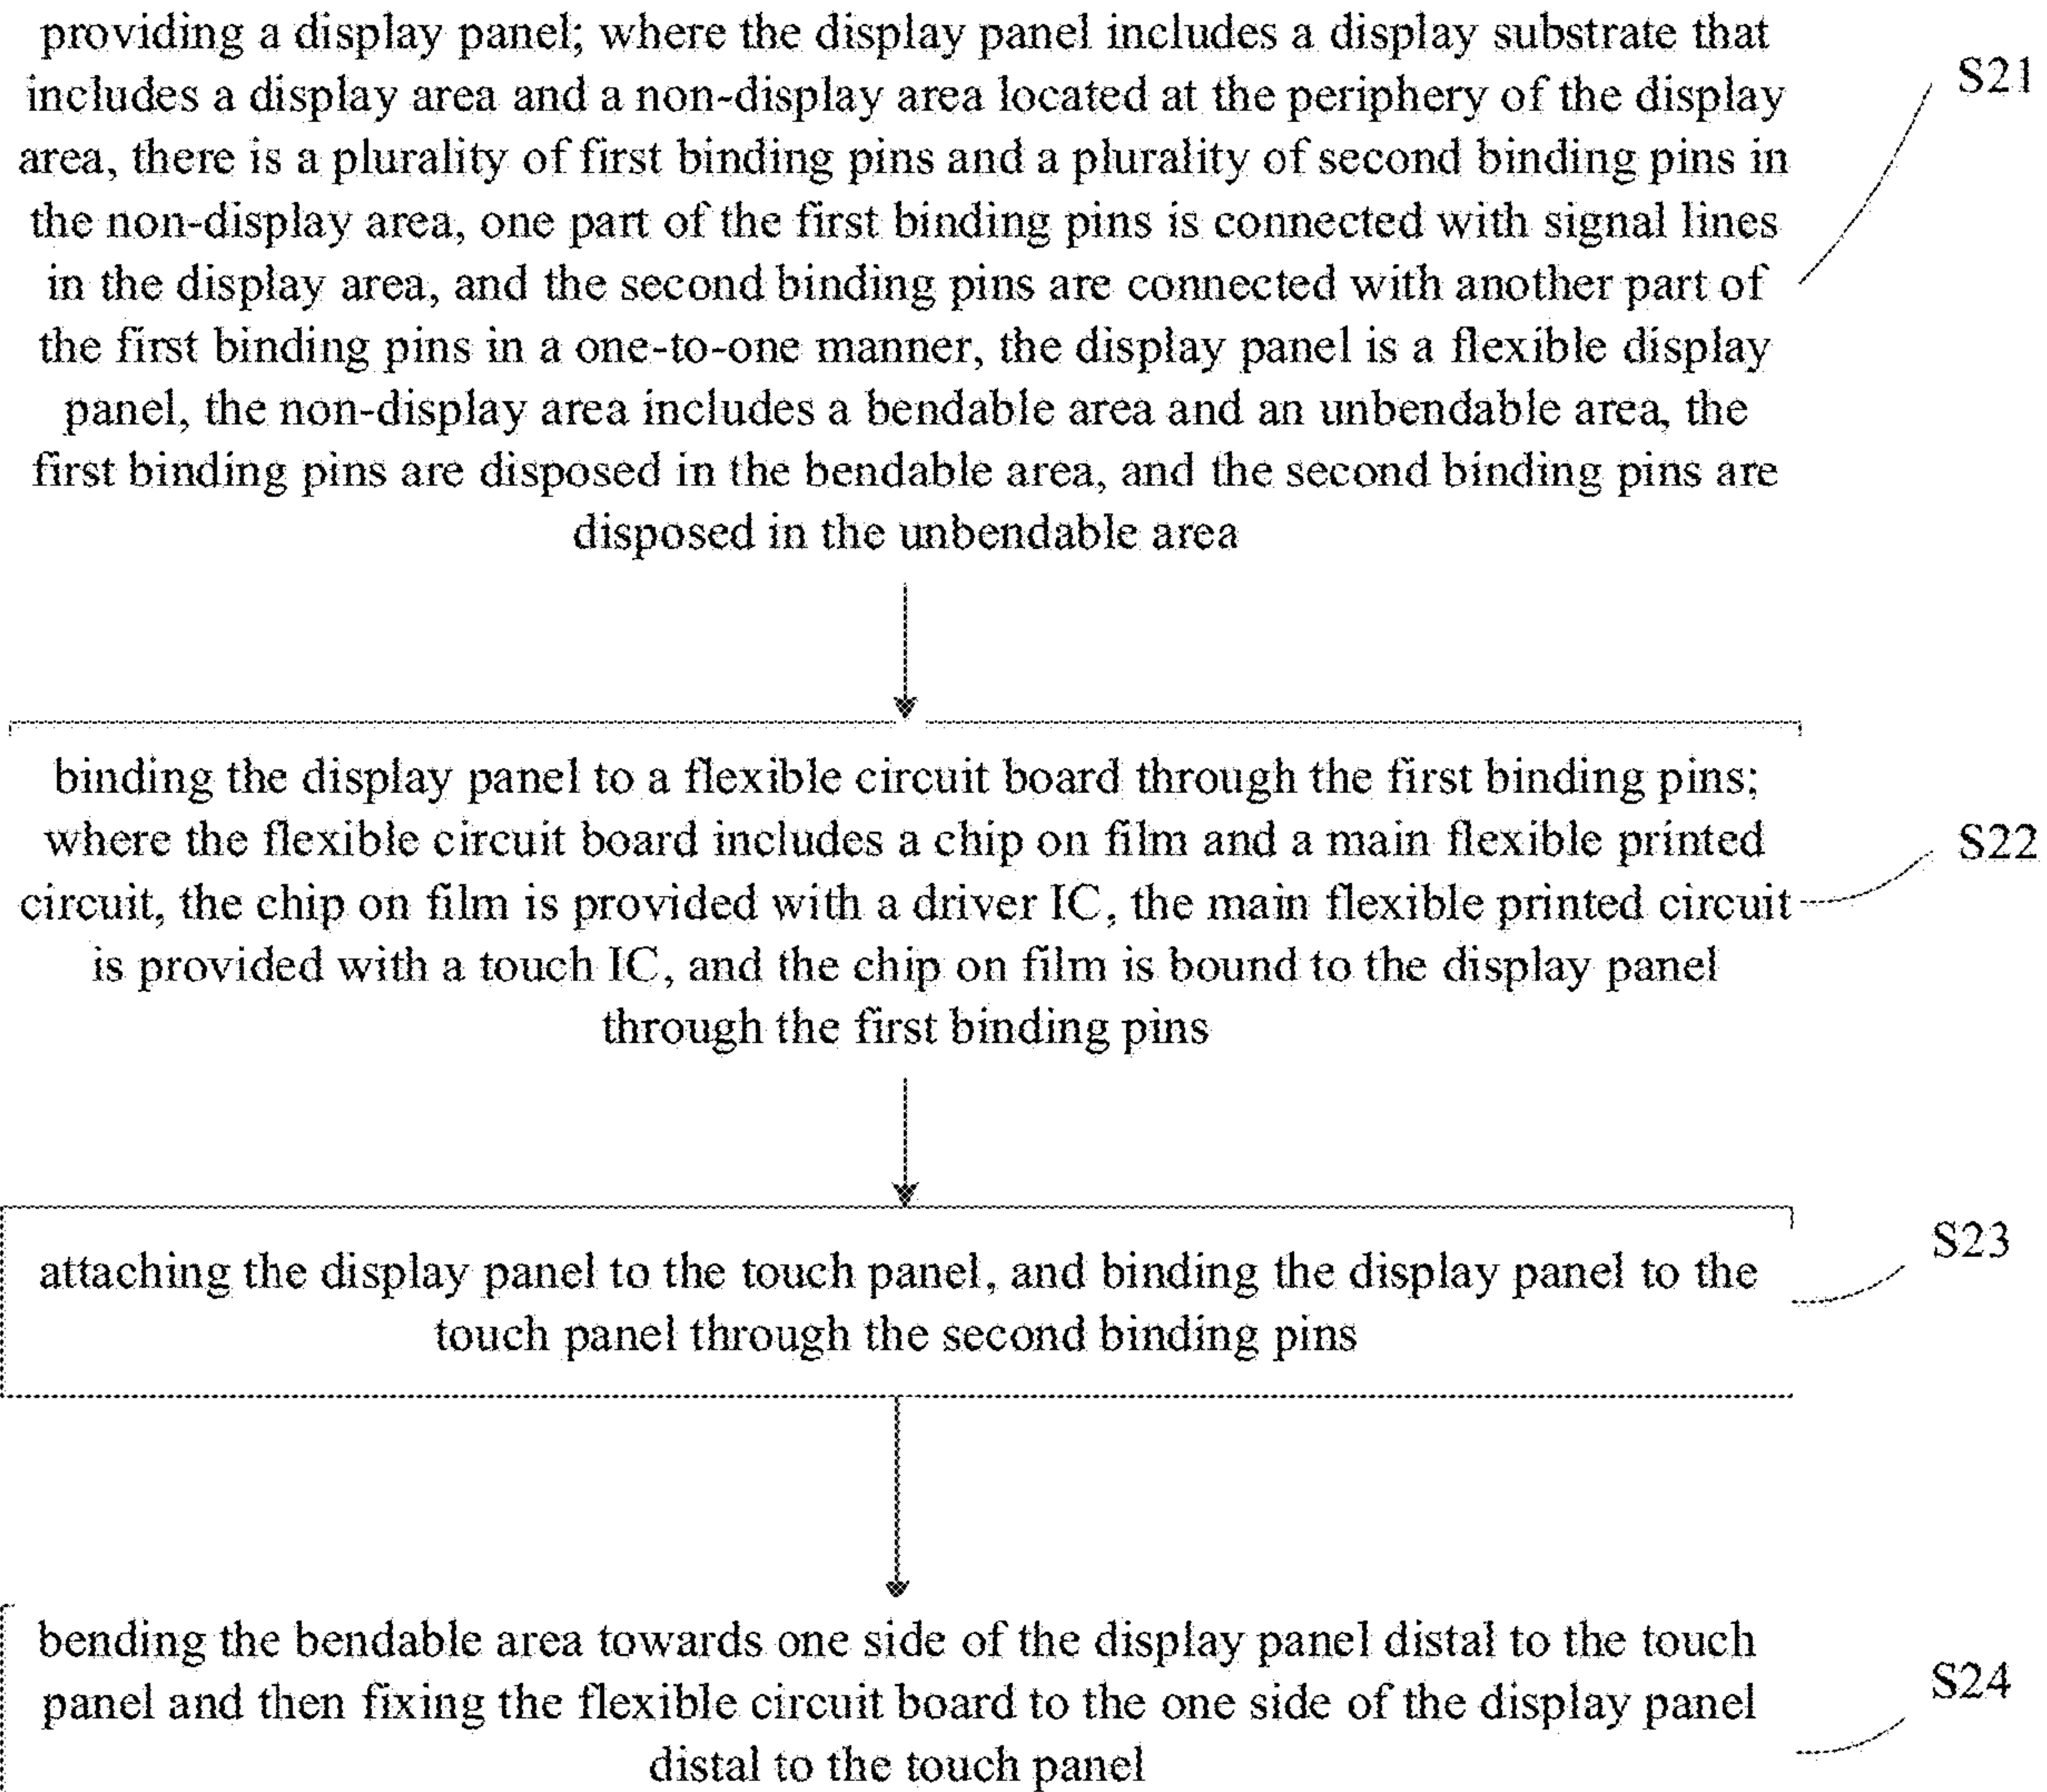 providing a display panel; where the display panel includes a display substrate that
includes a display area and a non-display area located at the periphery of the display
area, there is a plurality of first binding pins and a plurality of second binding pins in
the non-display area, one part of the first binding pins is connected with signal lines
in the display area, and the second binding pins are connected with another part of
the first binding pins in a one-to-one manner, the display panel is a flexible display
panel, the non-display area includes a bendable area and an unbendable area, the
first binding pins are disposed in the bendable area, and the second binding pins are
disposed in the unbendable area
S21
binding the display panel to a flexible circuit board through the first binding pins;
where the flexible circuit board includes a chip on film and a main flexible printed
circuit, the chip on film is provided with a driver IC, the main flexible printed circuit
is provided with a touch IC, and the chip on film is bound to the display panel
through the first binding pins
S22
attaching the display panel to the touch panel, and binding the display panel to the
touch panel through the second binding pins
S23
bending the bendable area towards one side of the display panel distal to the touch
panel and then fixing the flexible circuit board to the one side of the display panel
distal to the touch panel
S24